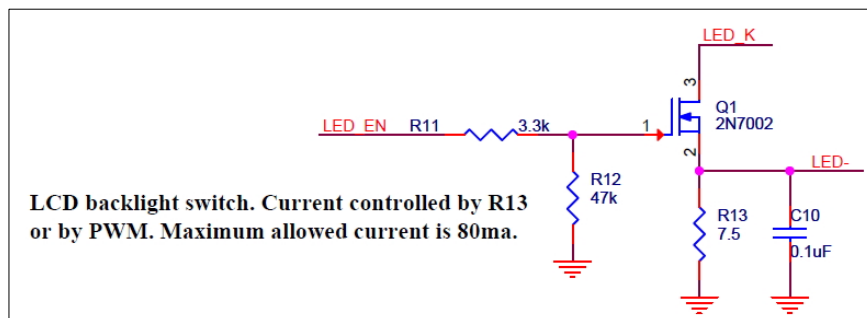 LED_K
3
Q1
2N7002
LED_EN R11 3.3k 1
2
LED-
R12
47k
LCD backlight switch. Current controlled by R13
or by PWM. Maximum allowed current is 80ma.
R13
7.5
C10
0.1uF